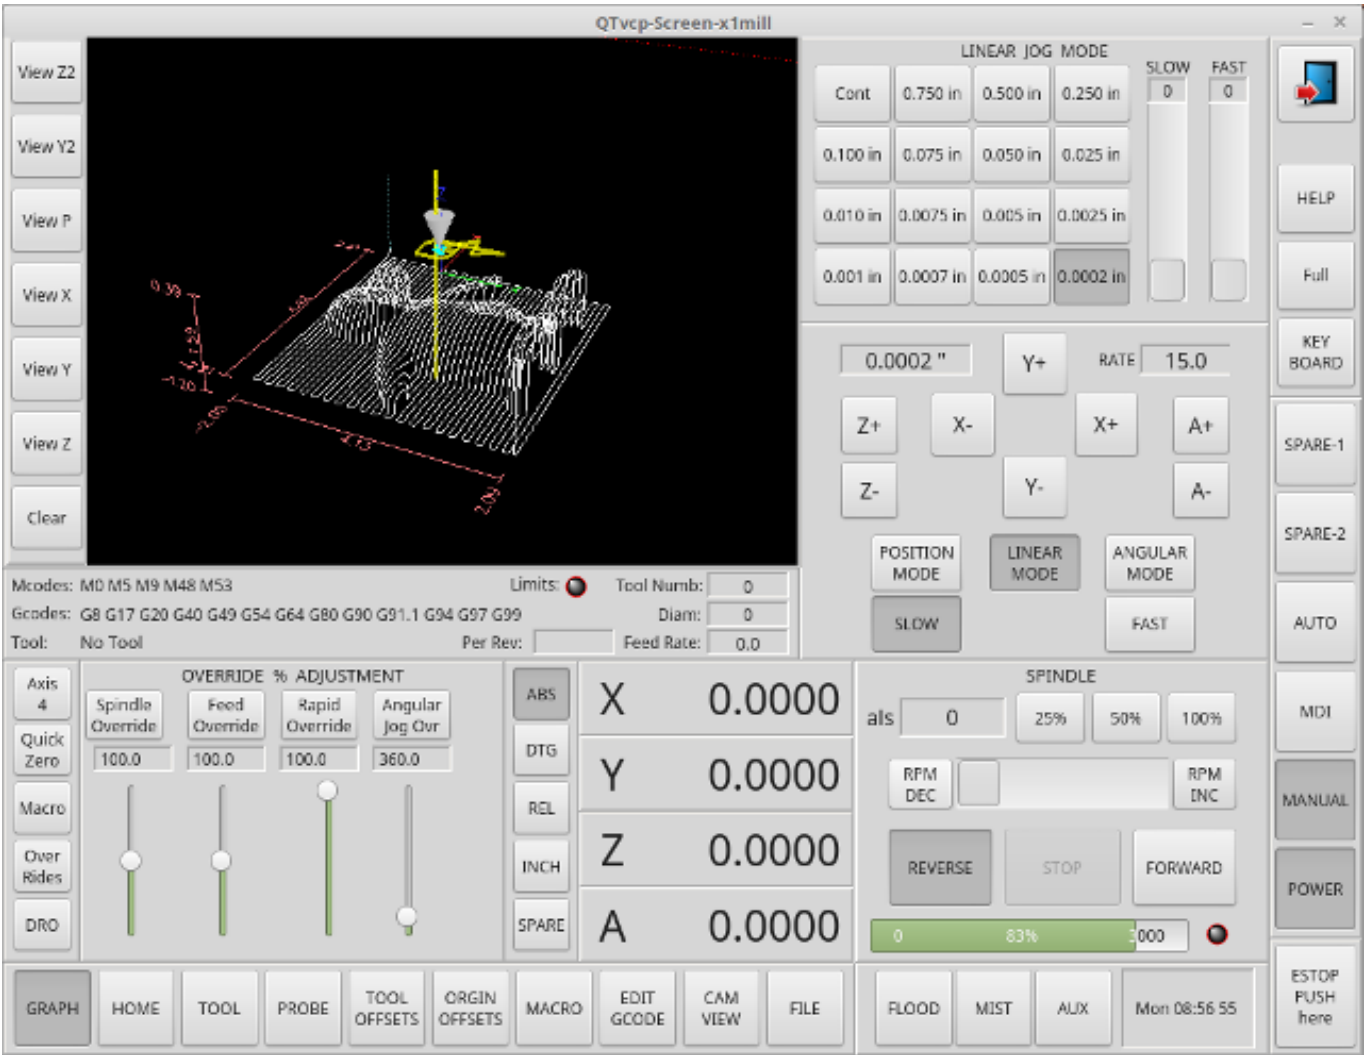 QTvcp-Screen-x1mill
View Z2
View Y2
View P
View X
View Y
View Z
Clear
0.39
4.13
2.06
LINEAR JOG MODE
SLOW FAST
0 0
Cont 0.750 in 0.500 in 0.250 in
0.100 in 0.075 in 0.050 in 0.025 in
0.010 in 0.0075 in 0.005 in 0.0025 in
0.001 in 0.0007 in 0.0005 in 0.0002 in
0.0002 "
Y+
RATE 15.0
Z+ X- X+ A+
Z- Y- A-
POSITION
MODE
LINEAR
MODE
ANGULAR
MODE
SLOW FAST
HELP
Full
KEY
BOARD
SPARE-1
SPARE-2
AUTO
MDI
MANUAL
POWER
ESTOP
PUSH
here
Mcodes: M0 M5 M9 M48 M53 Limits: Tool Numb: 0
Gcodes: G8 G17 G20 G40 G49 G54 G64 G80 G90 G91.1 G94 G97 G99 Diam: 0
Tool: No Tool Per Rev: Feed Rate: 0.0
Axis
4
Quick
Zero
Macro
Over
Rides
DRO
OVERRIDE % ADJUSTMENT
Spindle
Override
Feed
Override
Rapid
Override
Angular
Jog Ovr
100.0 100.0 100.0 360.0
ABS
DTG
REL
INCH
SPARE
X 0.0000
Y 0.0000
Z 0.0000
A 0.0000
SPINDLE
als 0 25% 50% 100%
RPM
DEC
RPM
INC
REVERSE STOP FORWARD
0 83% 3000
GRAPH HOME TOOL PROBE
TOOL
OFFSETS
ORGIN
OFFSETS
MACRO
EDIT
GCODE
CAM
VIEW
FILE
FLOOD MIST AUX Mon 08:56 55